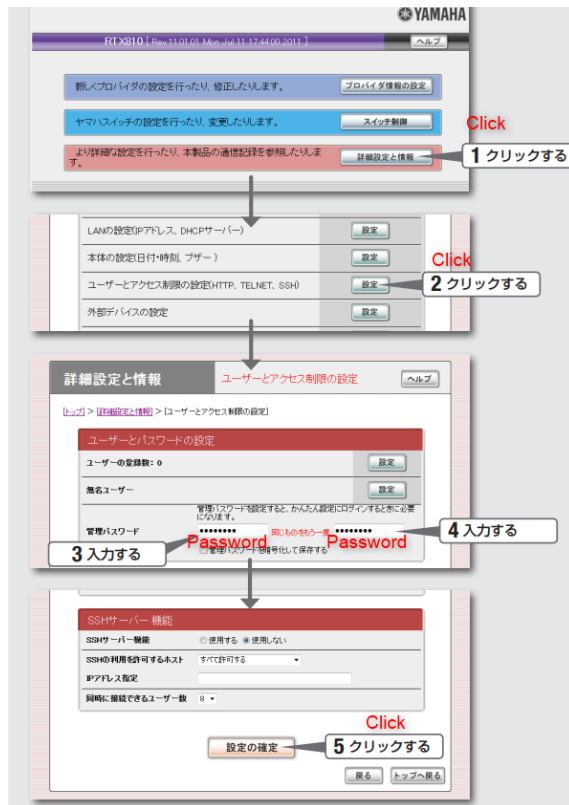 YAMAHA
RTX810 [ Rev.11.01.01 Mon Jul 11 17:44:00 2011 ]
ヘルプ
新しくプロバイダの設定を行ったり、修正したりします。
プロバイダ情報の設定
ヤマハスイッチの設定を行ったり、変更したりします。
スイッチ制御
Click
より詳細な設定を行ったり、本製品の通信記録を参照したりしま
す。
詳細設定と情報
1 クリックする
LANの設定(IPアドレス、DHCPサーバー)
設定
本体の設定(日付・時刻、ブザー)
設定
Click
ユーザーとアクセス制限の設定(HTTP、TELNET、SSH)
設定
2 クリックする
外部デバイスの設定
設定
詳細設定と情報
ユーザーとアクセス制限の設定
ヘルプ
[トップ] > [詳細設定と情報] > [ユーザーとアクセス制限の設定]
ユーザーとパスワードの設定
ユーザーの登録数: 0
設定
無名ユーザー
設定
管理パスワードを設定すると、かんたん設定にログインするときに必要
になります。
管理パスワード
●●●●●●●●
同じものをもう一度
●●●●●●●●
4 入力する
3 入力する
Password
Password
管理パスワードを暗号化して保存する
SSHサーバー機能
SSHサーバー機能
使用する
使用しない
SSHの利用を許可するホスト
すべて許可する
IPアドレス指定
同時に接続できるユーザー数
8
Click
設定の確定
5 クリックする
戻る
トップへ戻る